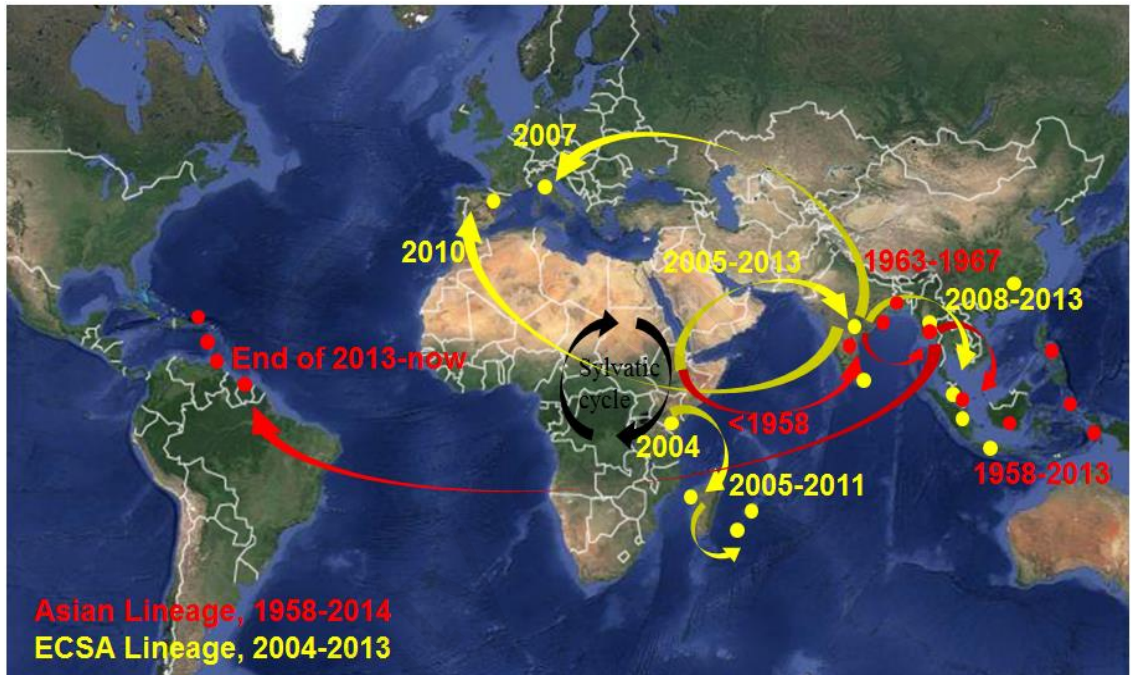 2007
2010
2005-2013
1963-1967
2008-2013
End of 2013-now
Sylvatic
cycle
<1958
2004
1958-2013
2005-2011
Asian Lineage, 1958-2014
ECSA Lineage, 2004-2013